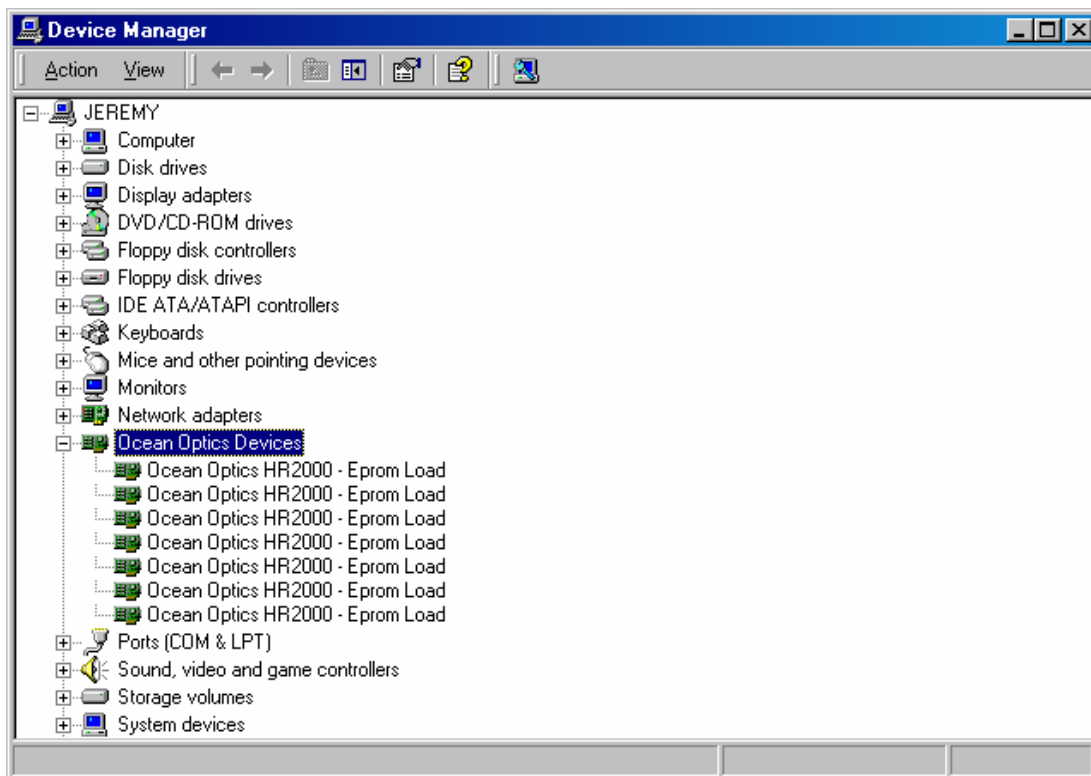 Device Manager
Action View
JEREMY
Computer
Disk drives
Display adapters
DVD/CD-ROM drives
Floppy disk controllers
Floppy disk drives
IDE ATA/ATAPI controllers
Keyboards
Mice and other pointing devices
Monitors
Network adapters
Ocean Optics Devices
Ocean Optics HR2000 - Eprom Load
Ocean Optics HR2000 - Eprom Load
Ocean Optics HR2000 - Eprom Load
Ocean Optics HR2000 - Eprom Load
Ocean Optics HR2000 - Eprom Load
Ocean Optics HR2000 - Eprom Load
Ocean Optics HR2000 - Eprom Load
Ports (COM & LPT)
Sound, video and game controllers
Storage volumes
System devices